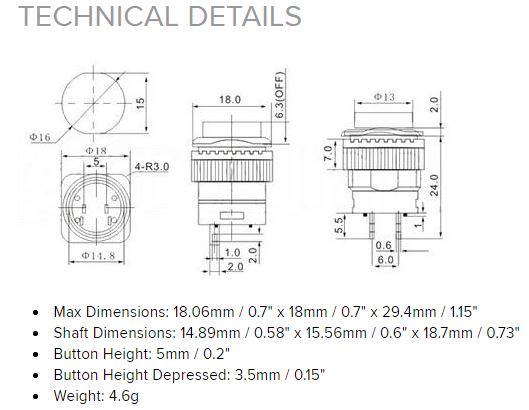 TECHNICAL DETAILS
18.0
6.3(OFF)
Φ13
2.0
15
Φ16
Φ18
5
4-R3.0
7.0
24.0
Φ14.8
1.0
2.0
2.0
5.5
1
0.6
6.0
Max Dimensions: 18.06mm / 0.7" x 18mm / 0.7" x 29.4mm / 1.15"
Shaft Dimensions: 14.89mm / 0.58" x 15.56mm / 0.6" x 18.7mm / 0.73"
Button Height: 5mm / 0.2"
Button Height Depressed: 3.5mm / 0.15"
Weight: 4.6g